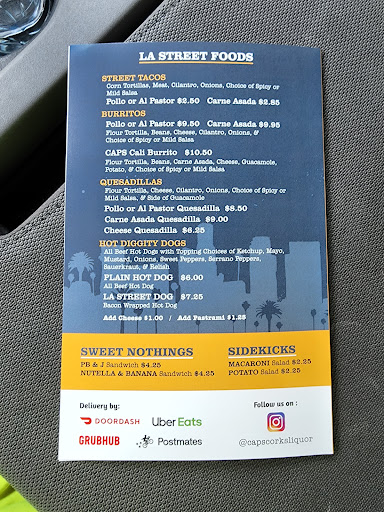 LA STREET FOODS
STREET TACOS
Corn Tortillas, Meat, Cilantro, Onions, Choice of Spicy or
Mild Salsa
Pollo or Al Pastor $2.50 Carne Asada $2.85
BURRITOS
Pollo or Al Pastor $9.50 Carne Asada $9.95
Flour Tortilla, Beans, Cheese, Cilantro, Onions, &
Choice of Spicy or Mild Salsa
CAPS Cali Burrito $10.50
Flour Tortilla, Beans, Carne Asada, Cheese, Guacamole,
Potato, & Choice of Spicy or Mild Salsa
QUESADILLAS
Flour Tortilla, Cheese, Cilantro, Onions, Choice of Spicy or
Mild Salsa, & Side of Guacamole
Pollo or Al Pastor Quesadilla $8.50
Carne Asada Quesadilla $9.00
Cheese Quesadilla $6.25
HOT DIGGITY DOGS
All Beef Hot Dogs with Topping Choices of Ketchup, Mayo,
Mustard, Onions, Sweet Peppers, Serrano Peppers,
Sauerkraut, & Relish
PLAIN HOT DOG $6.00
All Beef Hot Dog
LA STREET DOG $7.25
Bacon Wrapped Hot Dog
Add Cheese $1.00 / Add Pastrami $1.25
SWEET NOTHINGS
PB & J Sandwich $4.25
NUTELLA & BANANA Sandwich $4.25
SIDEKICKS
MACARONI Salad $2.25
POTATO Salad $2.25
Delivery by:
DOORDASH Uber Eats
GRUBHUB Postmates
Follow us on :
@capscorksliquor